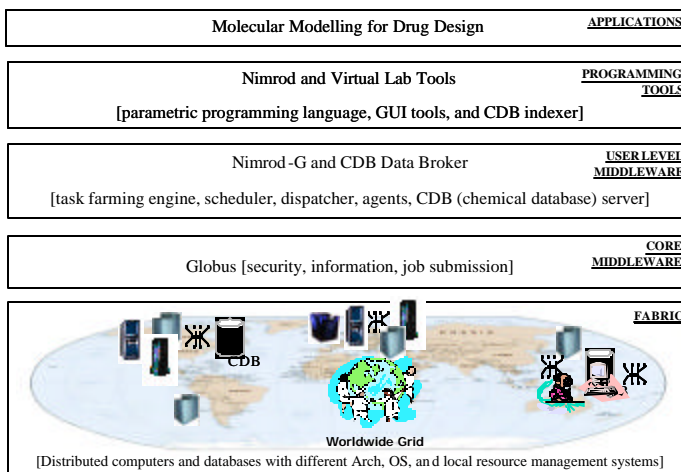 Molecular Modelling for Drug Design
APPLICATIONS
Nimrod and Virtual Lab Tools
PROGRAMMING
TOOLS
[parametric programming language, GUI tools, and CDB indexer]
Nimrod-G and CDB Data Broker
USER LEVEL
MIDDLEWARE
[task farming engine, scheduler, dispatcher, agents, CDB (chemical database) server]
CORE
MIDDLEWARE
Globus [security, information, job submission]
FABRIC
CDB
Worldwide Grid
[Distributed computers and databases with different Arch, OS, and local resource management systems]